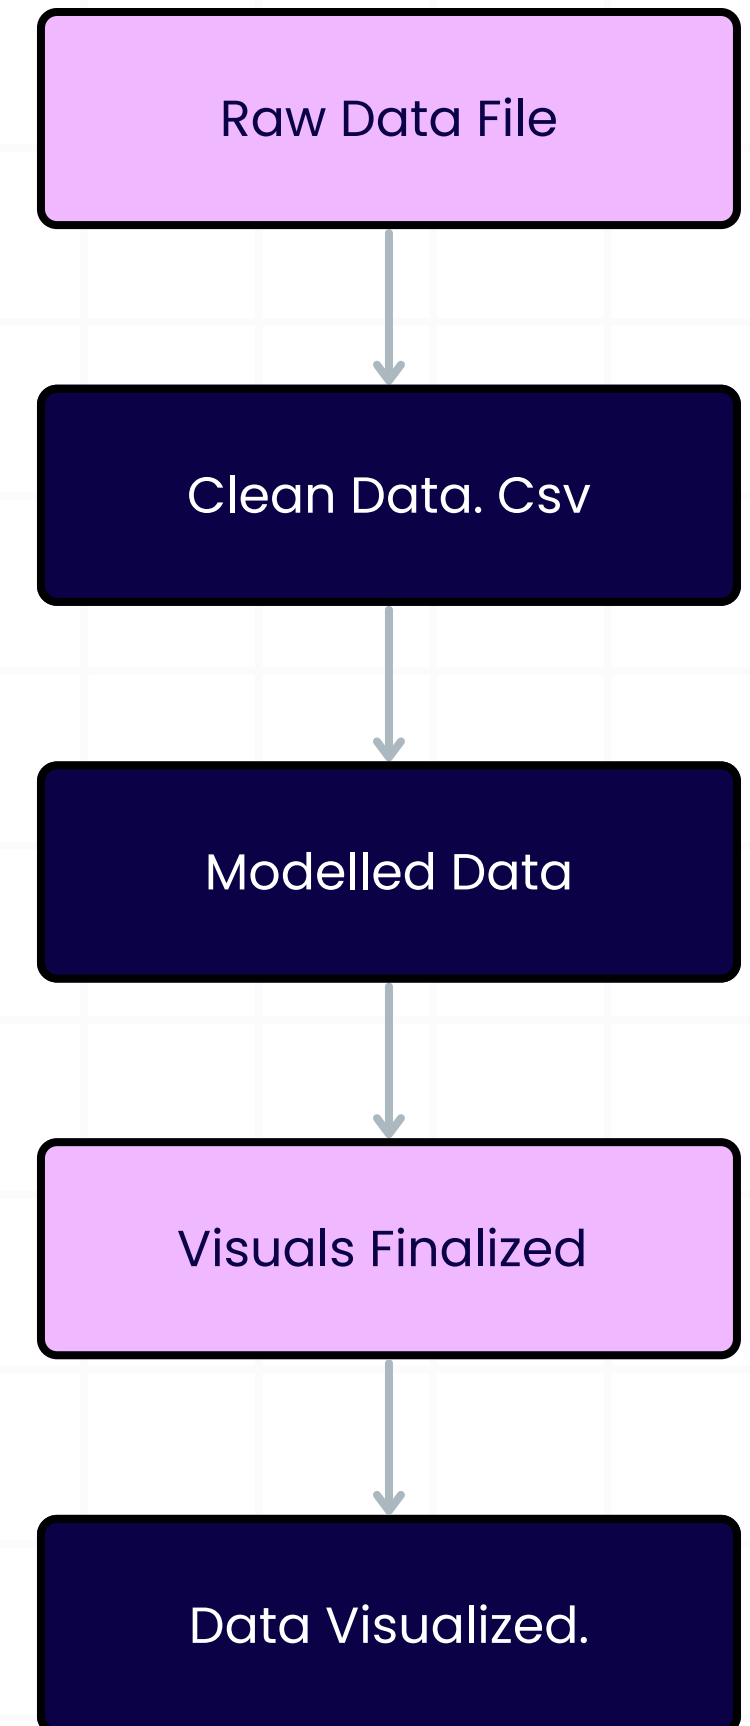 Raw Data File
Clean Data. Csv
Modelled Data
Visuals Finalized
Data Visualized.